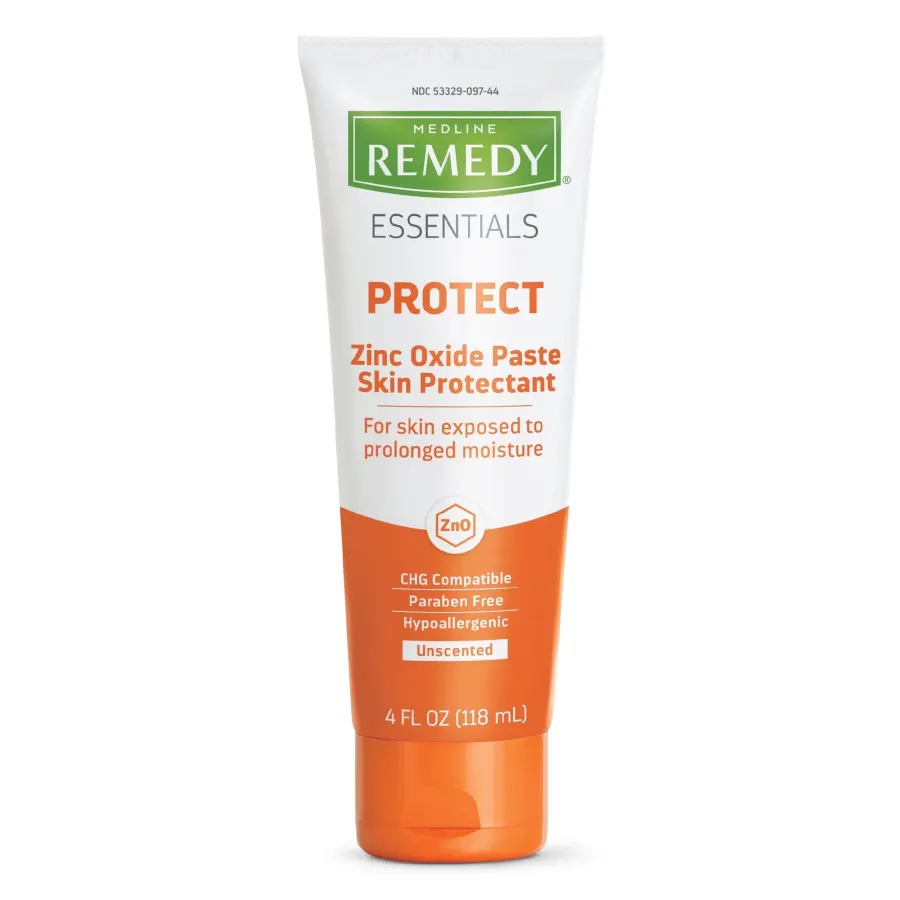 NDC 53329-097-44
MEDLINE
REMEDY®
ESSENTIALS
PROTECT
Zinc Oxide Paste
Skin Protectant
For skin exposed to
prolonged moisture
ZnO
CHG Compatible
Paraben Free
Hypoallergenic
Unscented
4 FL OZ (118 mL)